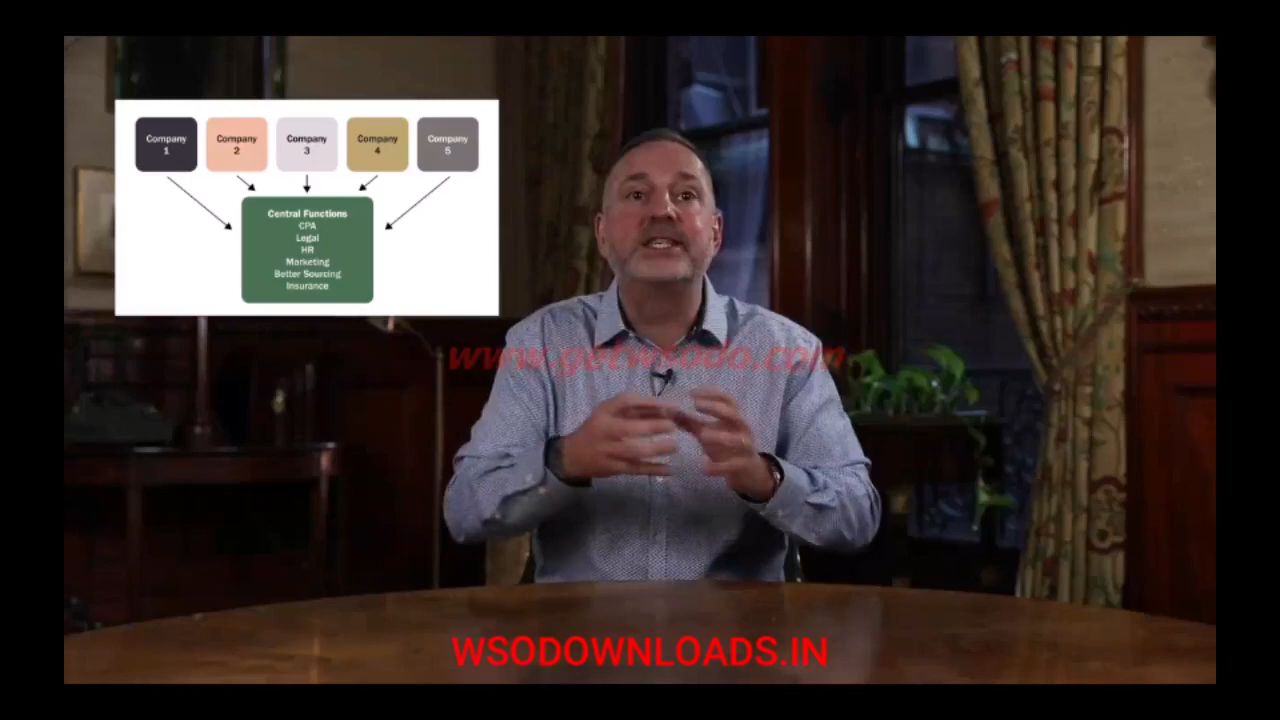 Company
1
Company
2
Company
3
Company
4
Company
5
Central Functions
CPA
Legal
HR
Marketing
Better Sourcing
Insurance
www.getwsodo.com
WSODOWNLOADS.IN